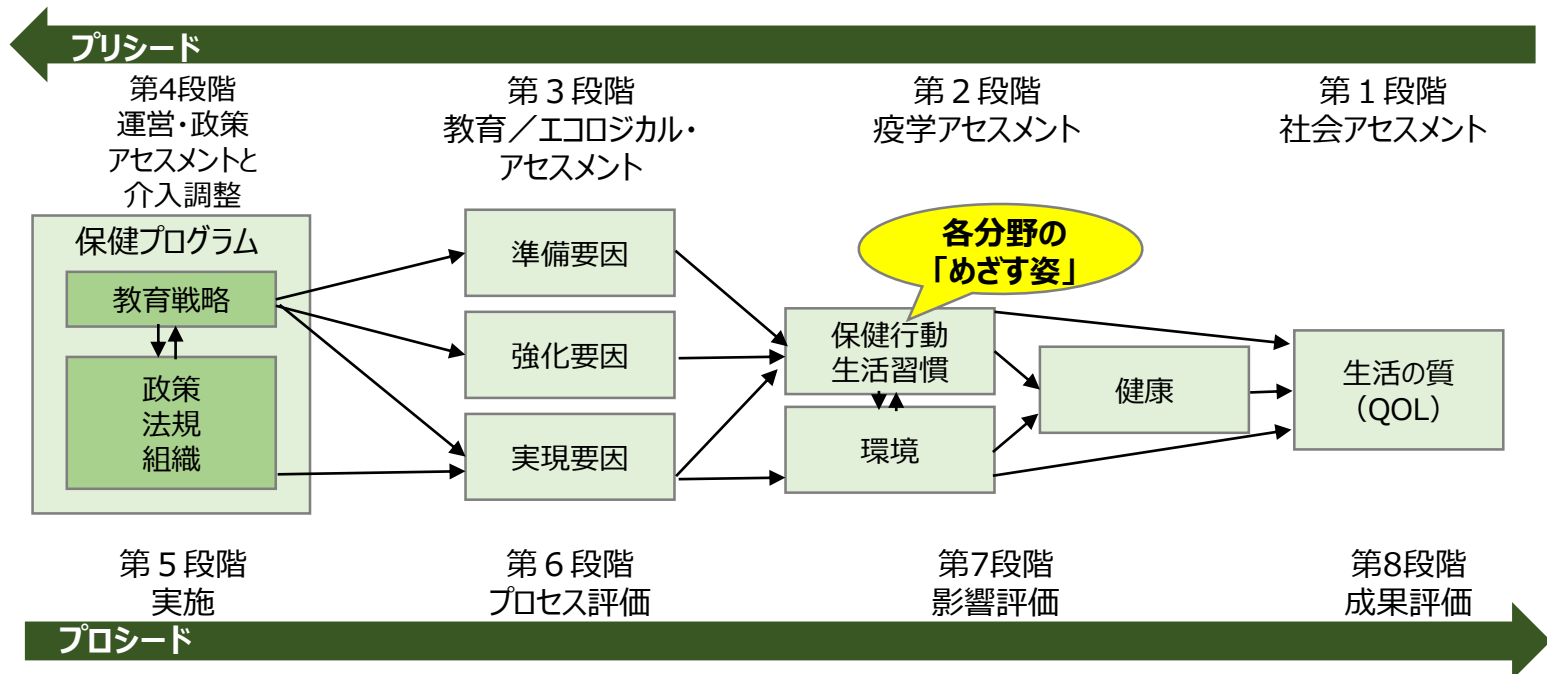 プリシード
第4段階
運営・政策
アセスメントと
介入調整
第３段階
教育／エコロジカル・
アセスメント
第２段階
疫学アセスメント
第１段階
社会アセスメント
保健プログラム
教育戦略
政策
法規
組織
準備要因
強化要因
実現要因
各分野の
「めざす姿」
保健行動
生活習慣
環境
健康
生活の質
（QOL）
第５段階
実施
第６段階
プロセス評価
第7段階
影響評価
第8段階
成果評価
プロシード